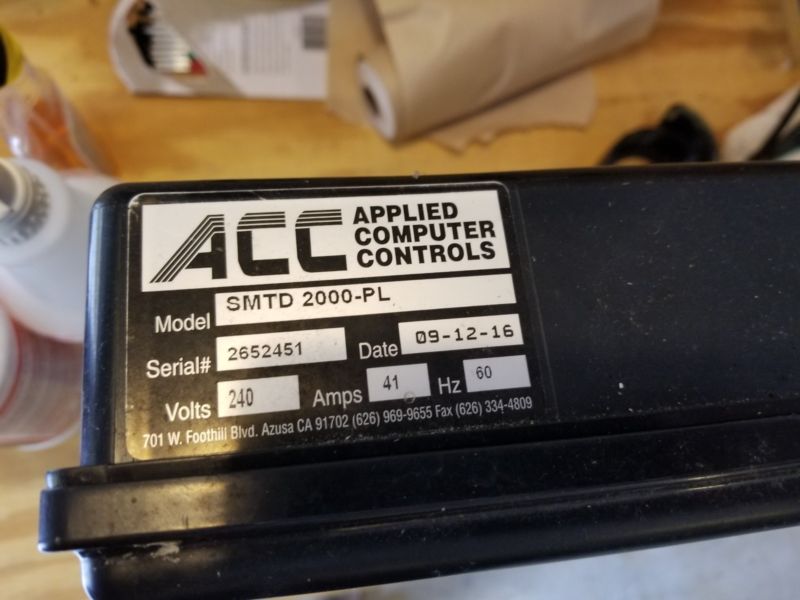 ACC APPLIED
COMPUTER
CONTROLS
Model SMTD 2000-PL
Serial# 2652451 Date 09-12-16
Volts 240 Amps 41 Hz 60
701 W. Foothill Blvd. Azusa CA 91702 (626) 969-9655 Fax (626) 334-4809